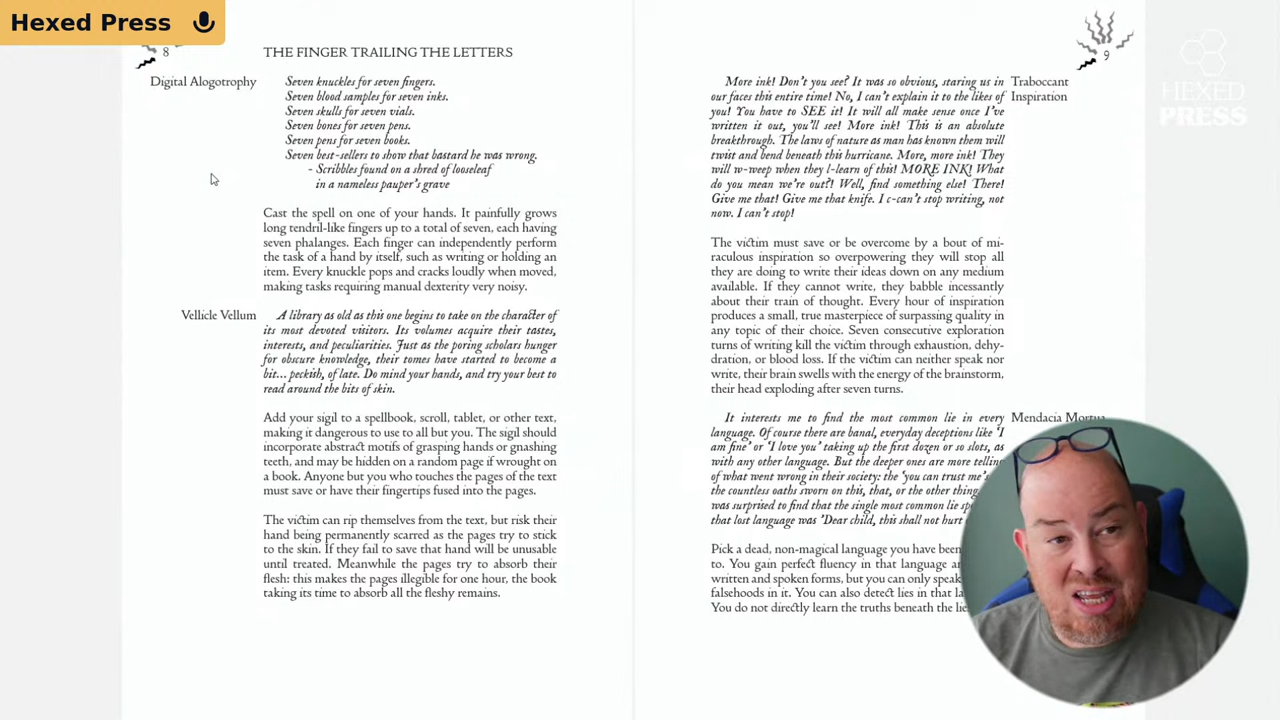 Hexed Press
8
THE FINGER TRAILING THE LETTERS
Digital Alogotrophy
Seven knuckles for seven fingers.
Seven blood samples for seven inks.
Seven skulls for seven vials.
Seven bones for seven pens.
Seven pens for seven books.
Seven best-sellers to show that bastard he was wrong.
- Scribbles found on a shred of looseleaf
in a nameless pauper's grave
Cast the spell on one of your hands. It painfully grows
long tendril-like fingers up to a total of seven, each having
seven phalanges. Each finger can independently perform
the task of a hand by itself, such as writing or holding an
item. Every knuckle pops and cracks loudly when moved,
making tasks requiring manual dexterity very noisy.
Vellicle Vellum
A library as old as this one begins to take on the character of
its most devoted visitors. Its volumes acquire their tastes,
interests, and peculiarities. Just as the poring scholars hunger
for obscure knowledge, their tomes have started to become a
bit... peckish, of late. Do mind your hands, and try your best to
read around the bits of skin.
Add your sigil to a spellbook, scroll, tablet, or other text,
making it dangerous to use to all but you. The sigil should
incorporate abstract motifs of grasping hands or gnashing
teeth, and may be hidden on a random page if wrought on
a book. Anyone but you who touches the pages of the text
must save or have their fingertips fused into the pages.
The victim can rip themselves from the text, but risk their
hand being permanently scarred as the pages try to stick
to the skin. If they fail to save that hand will be unusable
until treated. Meanwhile the pages try to absorb their
flesh: this makes the pages illegible for one hour, the book
taking its time to absorb all the fleshy remains.
9
Traboccant
Inspiration
More ink! Don't you see? It was so obvious, staring us in
our faces this entire time! No, I can't explain it to the likes of
you! You have to SEE it! It will all make sense once I've
written it out, you'll see! More ink! This is an absolute
breakthrough. The laws of nature as man has known them will
twist and bend beneath this hurricane. More, more ink! They
will w-weep when they l-learn of this! MORE INK! What
do you mean we're out?! Well, find something else! There!
Give me that! Give me that knife. I c-can't stop writing, not
now. I can't stop!
The victim must save or be overcome by a bout of mi-
raculous inspiration so overpowering they will stop all
they are doing to write their ideas down on any medium
available. If they cannot write, they babble incessantly
about their train of thought. Every hour of inspiration
produces a small, true masterpiece of surpassing quality in
any topic of their choice. Seven consecutive exploration
turns of writing kill the victim through exhaustion, dehy-
dration, or blood loss. If the victim can neither speak nor
write, their brain swells with the energy of the brainstorm,
their head exploding after seven turns.
Mendacia Mortua
It interests me to find the most common lie in every
language. Of course there are banal, everyday deceptions like 'I
am fine' or 'I love you' taking up the first dozen or so slots, as
with any other language. But the deeper ones are more telling
of what went wrong in their society: the 'you can trust me's
the countless oaths sworn on this, that, or the other thing
was surprised to find that the single most common lie
that lost language was 'Dear child, this shall not hurt
Pick a dead, non-magical language you have been
to. You gain perfect fluency in that language
written and spoken forms, but you can only speak
falsehoods in it. You can also detect lies in that
You do not directly learn the truths beneath the
HEXED
PRESS